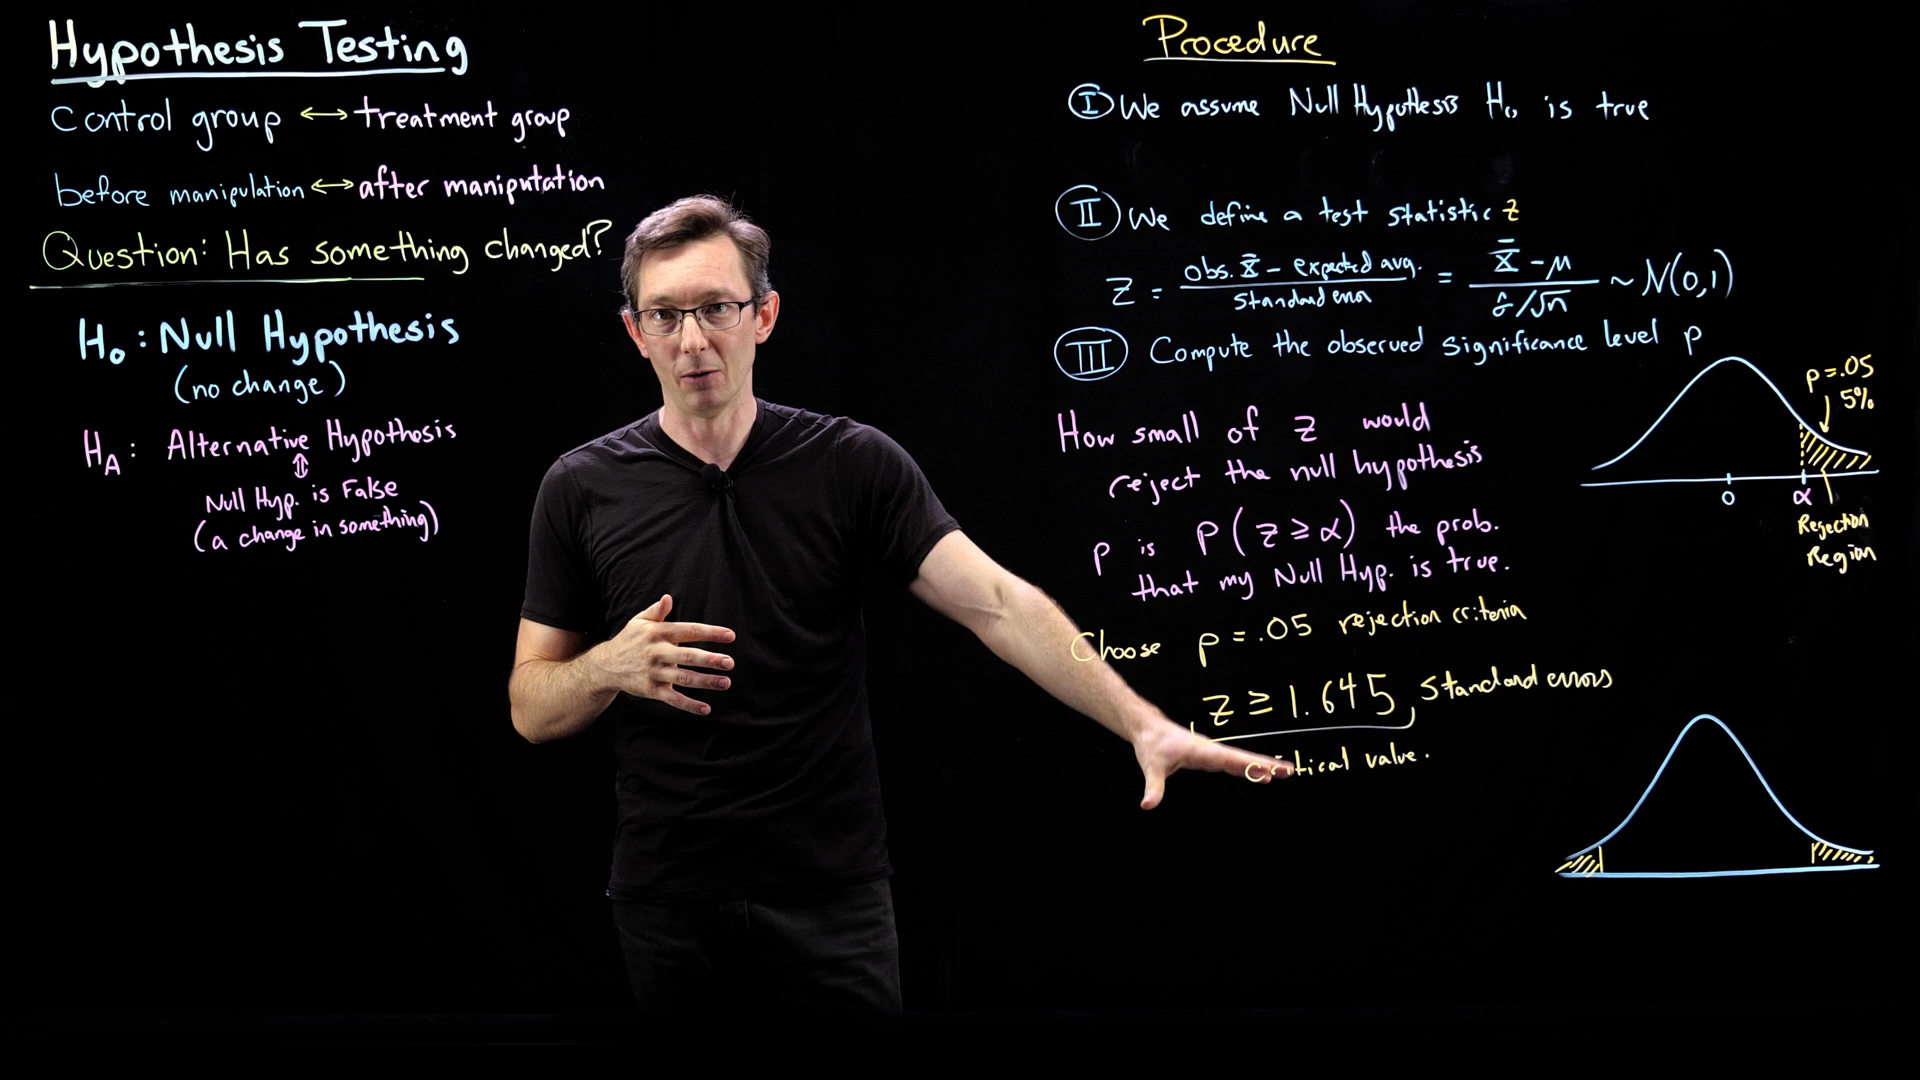 Hypothesis Testing
Control group ↔ treatment group
before manipulation ↔ after maniputation
Question: Has something changed?
H₀ : Null Hypothesis
(no change)
H_A : Alternative Hypothosis
⇕
Null Hyp. is False
(a change in something)
Procedure
Ⓘ We assume Null Hypothesis H₀ is true
II We define a test statistic z
Z = (obs. x̄ - expected avg.) / (standard error) = (x̄ - μ) / (σ̂/√n) ~ N(0,1)
III Compute the observed significance level p
How small of z would
reject the null hypothesis
p is P(z ≥ α) the prob.
that my Null Hyp. is true.
Choose p = .05 rejection criteria
z ≥ 1.645, standard errors
critical value.
p=.05
5%
0 α
Rejection
Region